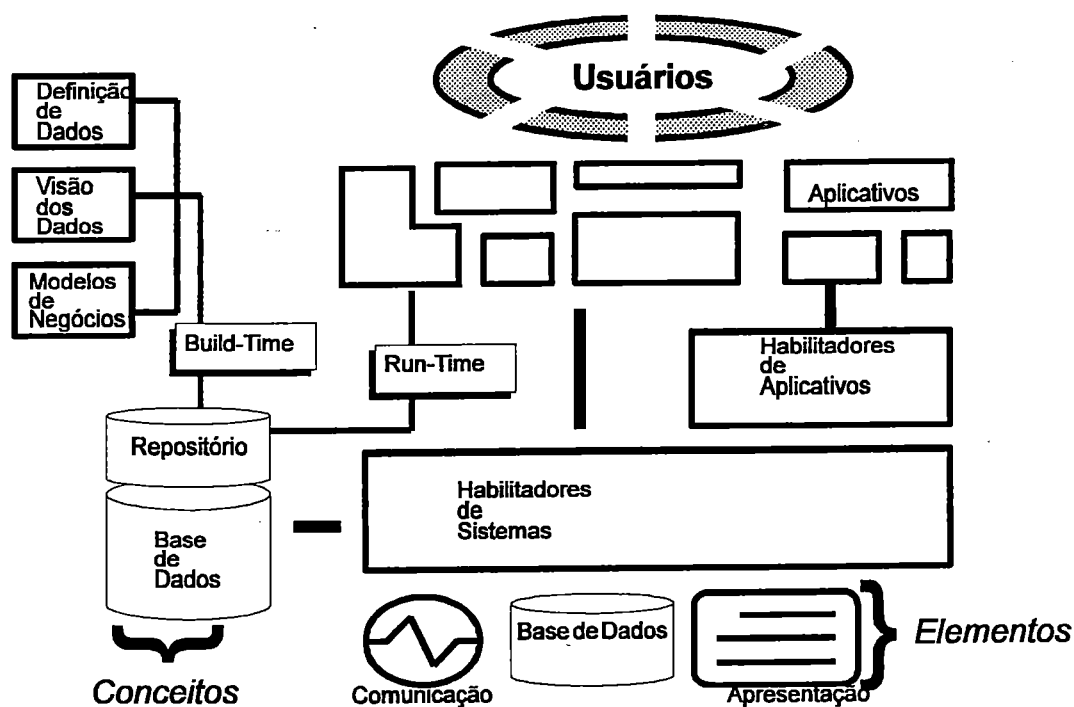 Usuários
Definição
de
Dados
Visão
dos
Dados
Modelos
de
Negócios
Aplicativos
Build-Time
Run-Time
Habilitadores
de
Aplicativos
Repositório
Habilitadores
de
Sistemas
Base
de
Dados
Base de Dados
Elementos
Conceitos
Comunicação
Apresentação